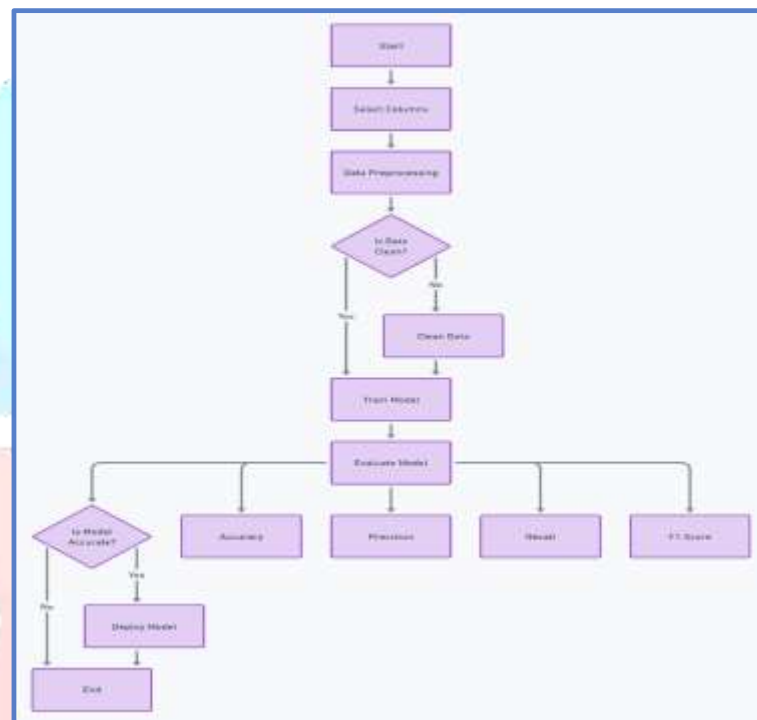 Start
Select Columns
Data Preprocessing
Is Data
Clean?
No
Yes
Clean Data
Train Model
Evaluate Model
Is Model
Accurate?
Accuracy
Precision
Recall
F1 Score
Yes
No
Deploy Model
End